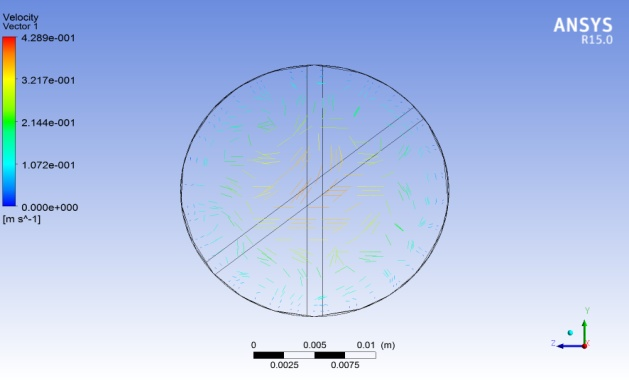 Velocity
Vector 1
4.289e-001
3.217e-001
2.144e-001
1.072e-001
0.000e+000
[m s^-1]
ANSYS
R15.0
0 0.005 0.01 (m)
0.0025 0.0075
Y
Z X